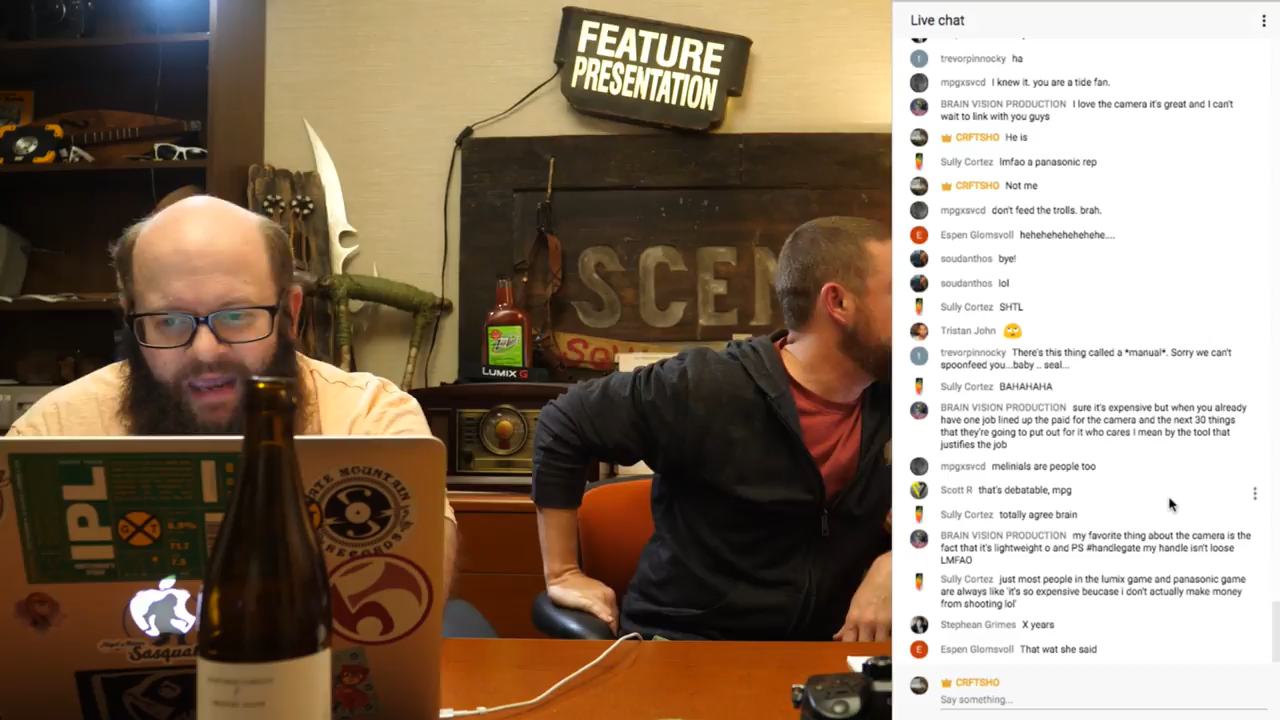 FEATURE
PRESENTATION
SCEN
LUMIX G
IPL
6.9%
7.5
STATE MOUNTAIN
RECORDS
Sasqua
Live chat
trevorpinnocky ha
mpgxsvcd I knew it. you are a tide fan.
BRAIN VISION PRODUCTION I love the camera it's great and I can't
wait to link with you guys
CRFTSHO He is
Sully Cortez lmfao a panasonic rep
CRFTSHO Not me
mpgxsvcd don't feed the trolls. brah.
Espen Glomsvoll hehehehehehehe....
soudanthos bye!
soudanthos lol
Sully Cortez SHTL
Tristan John 🙄
trevorpinnocky There's this thing called a *manual*. Sorry we can't
spoonfeed you...baby .. seal...
Sully Cortez BAHAHAHA
BRAIN VISION PRODUCTION sure it's expensive but when you already
have one job lined up the paid for the camera and the next 30 things
that they're going to put out for it who cares I mean by the tool that
justifies the job
mpgxsvcd melinials are people too
Scott R that's debatable, mpg
Sully Cortez totally agree brain
BRAIN VISION PRODUCTION my favorite thing about the camera is the
fact that it's lightweight o and PS #handlegate my handle isn't loose
LMFAO
Sully Cortez just most people in the lumix game and panasonic game
are always like 'it's so expensive beucase i don't actually make money
from shooting lol'
Stephean Grimes X years
Espen Glomsvoll That wat she said
CRFTSHO
Say something...